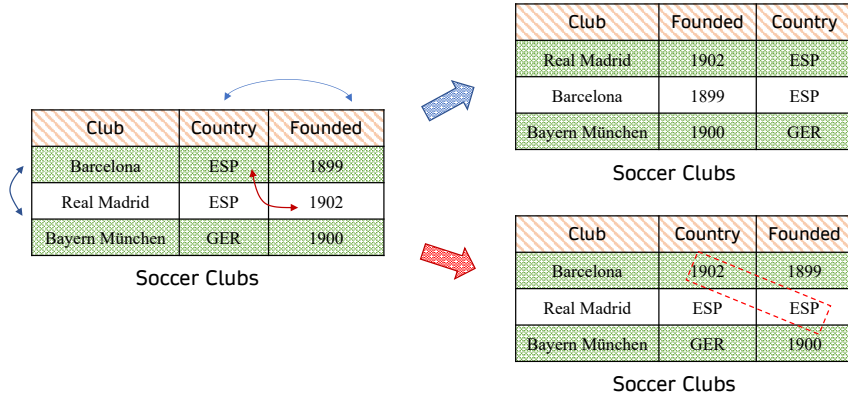 Club Country Founded
Barcelona ESP 1899
Real Madrid ESP 1902
Bayern München GER 1900
Soccer Clubs
Club Founded Country
Real Madrid 1902 ESP
Barcelona 1899 ESP
Bayern München 1900 GER
Soccer Clubs
Club Country Founded
Barcelona 1902 1899
Real Madrid ESP ESP
Bayern München GER 1900
Soccer Clubs